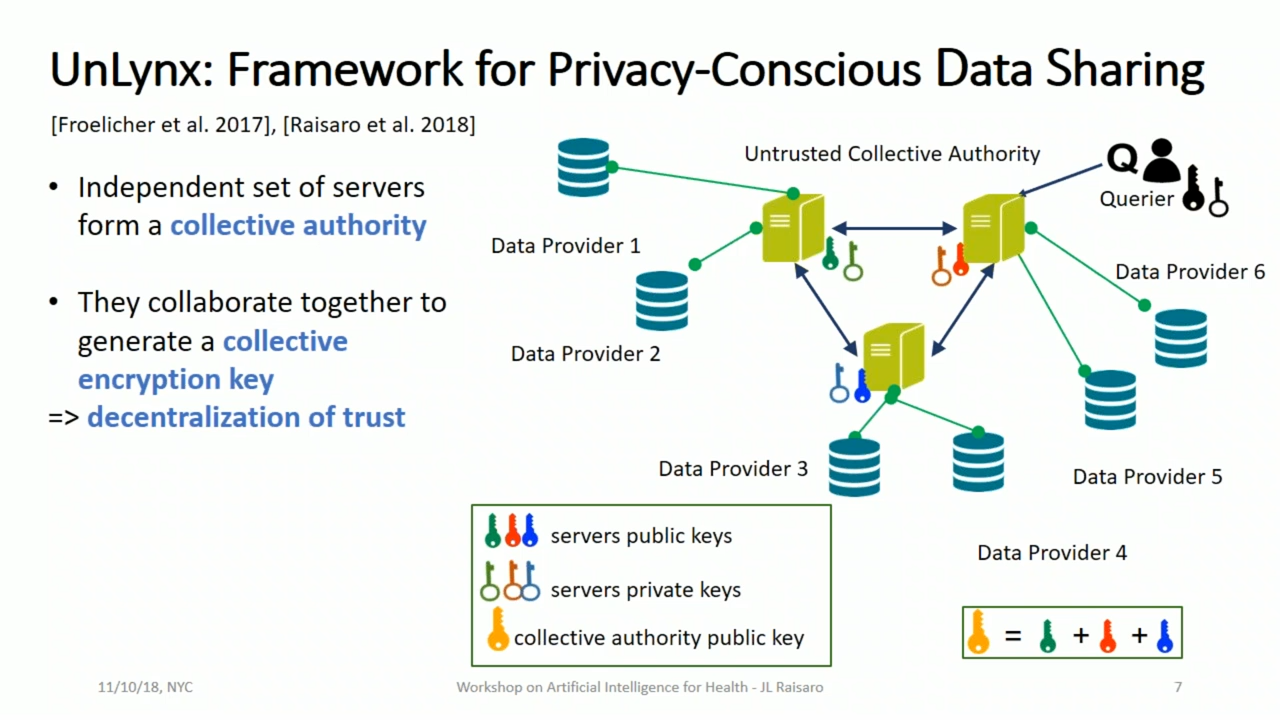 UnLynx: Framework for Privacy-Conscious Data Sharing
[Froelicher et al. 2017], [Raisaro et al. 2018]
• Independent set of servers
form a collective authority
• They collaborate together to
generate a collective
encryption key
=> decentralization of trust
Untrusted Collective Authority
Q
Querier
Data Provider 1
Data Provider 6
Data Provider 2
Data Provider 3
Data Provider 5
Data Provider 4
servers public keys
servers private keys
collective authority public key
= + +
11/10/18, NYC
Workshop on Artificial Intelligence for Health - JL Raisaro
7